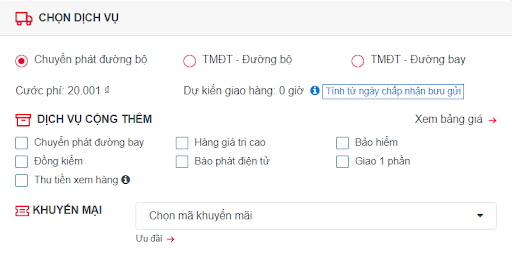 CHỌN DỊCH VỤ
Chuyển phát đường bộ TMĐT - Đường bộ TMĐT - Đường bay
Cước phí: 20.001 đ Dự kiến giao hàng: 0 giờ Tính từ ngày chấp nhận bưu gửi
DỊCH VỤ CỘNG THÊM Xem bảng giá
Chuyển phát đường bay Hàng giá trị cao Bảo hiểm
Đồng kiểm Báo phát điện tử Giao 1 phần
Thu tiền xem hàng
KHUYẾN MẠI Chọn mã khuyến mãi
Ưu đãi